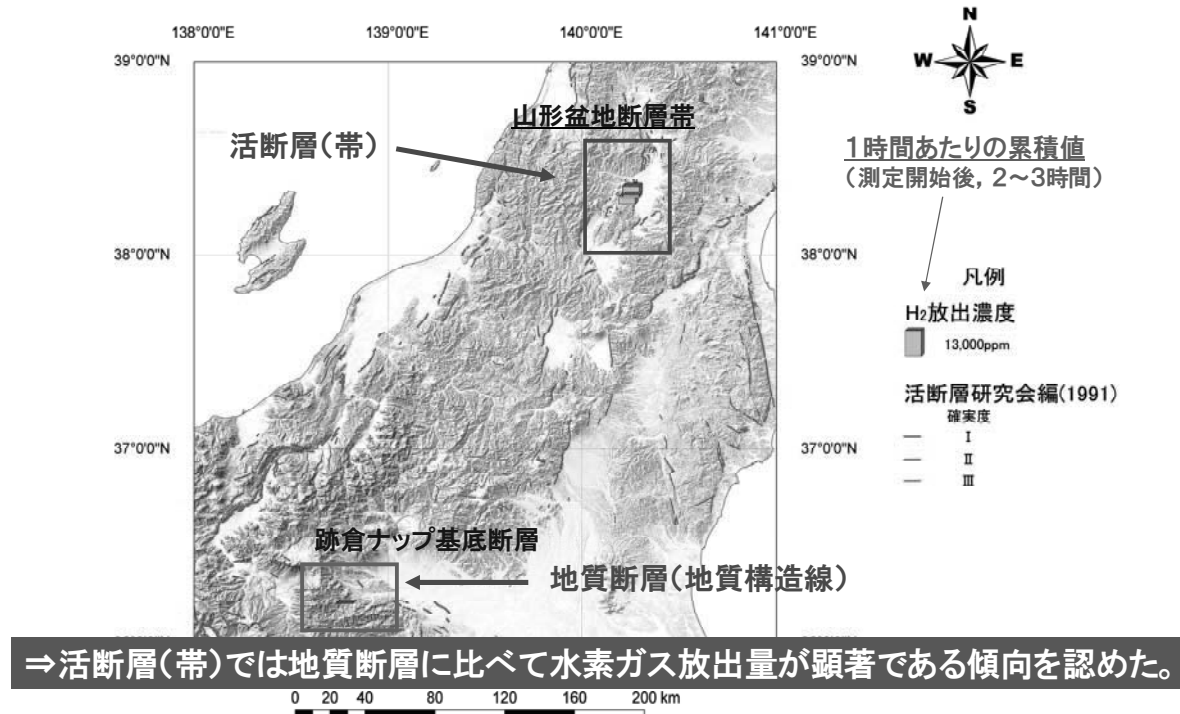 138°0'0"E
139°0'0"E
140°0'0"E
141°0'0"E
39°0'0"N
39°0'0"N
N
W
E
S
山形盆地断層帯
活断層(帯)
1時間あたりの累積値
(測定開始後, 2~3時間)
38°0'0"N
38°0'0"N
凡例
H₂放出濃度
13,000ppm
活断層研究会編(1991)
確実度
I
II
III
37°0'0"N
37°0'0"N
跡倉ナップ基底断層
地質断層(地質構造線)
⇒活断層(帯)では地質断層に比べて水素ガス放出量が顕著である傾向を認めた。
0 20 40 80 120 160 200 km